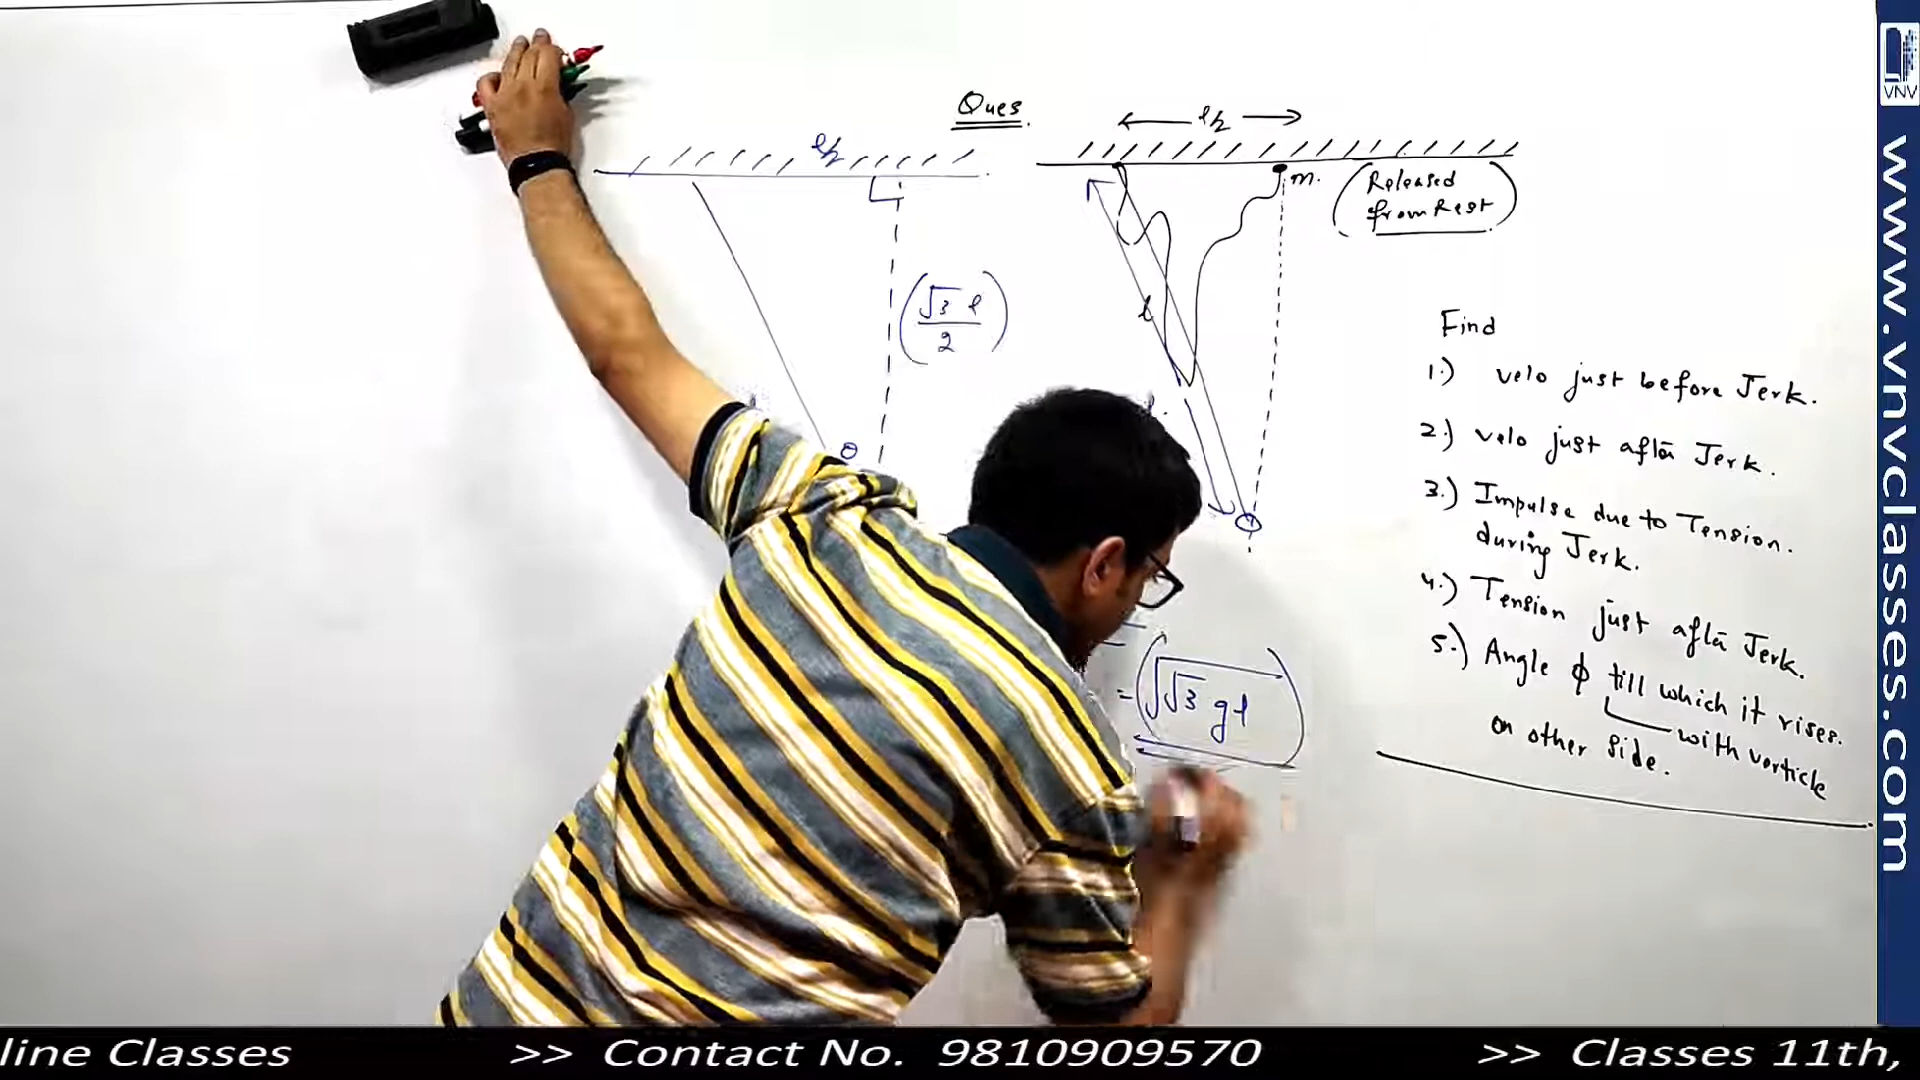 Ques.
l/2
l/2
m.
(Released
from Rest)
(√3 l
2)
l
θ
= (√√3 gl)
Find
1.) velo just before Jerk.
2.) velo just after Jerk.
3.) Impulse due to Tension.
during Jerk.
4.) Tension just after Jerk.
5.) Angle ϕ till which it rises.
on other side.
with verticle
VNV
www.vnvclasses.com
line Classes >> Contact No. 9810909570 >> Classes 11th,